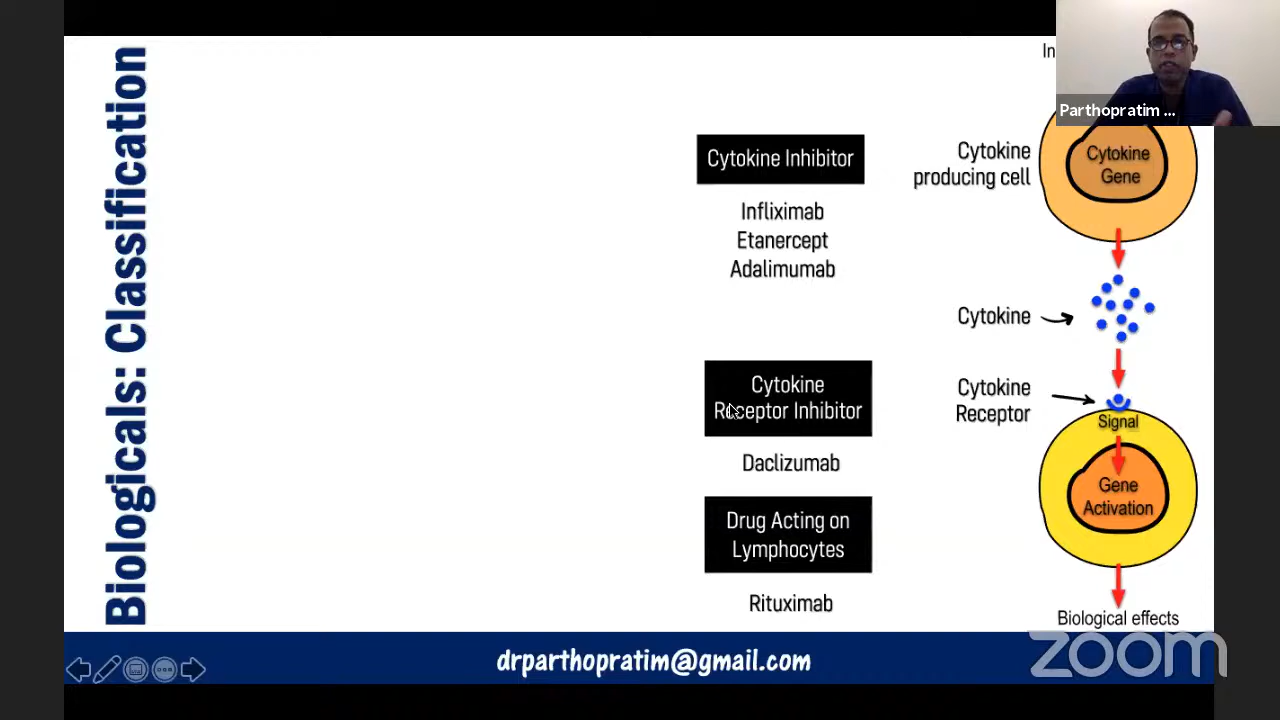 Biologicals: Classification
In
Parthopratim ...
Cytokine Inhibitor
Infliximab
Etanercept
Adalimumab
Cytokine
producing cell
Cytokine
Gene
Cytokine
Cytokine
Receptor Inhibitor
Daclizumab
Cytokine
Receptor
Signal
Gene
Activation
Drug Acting on
Lymphocytes
Rituximab
Biological effects
drparthopratim@gmail.com
zoom